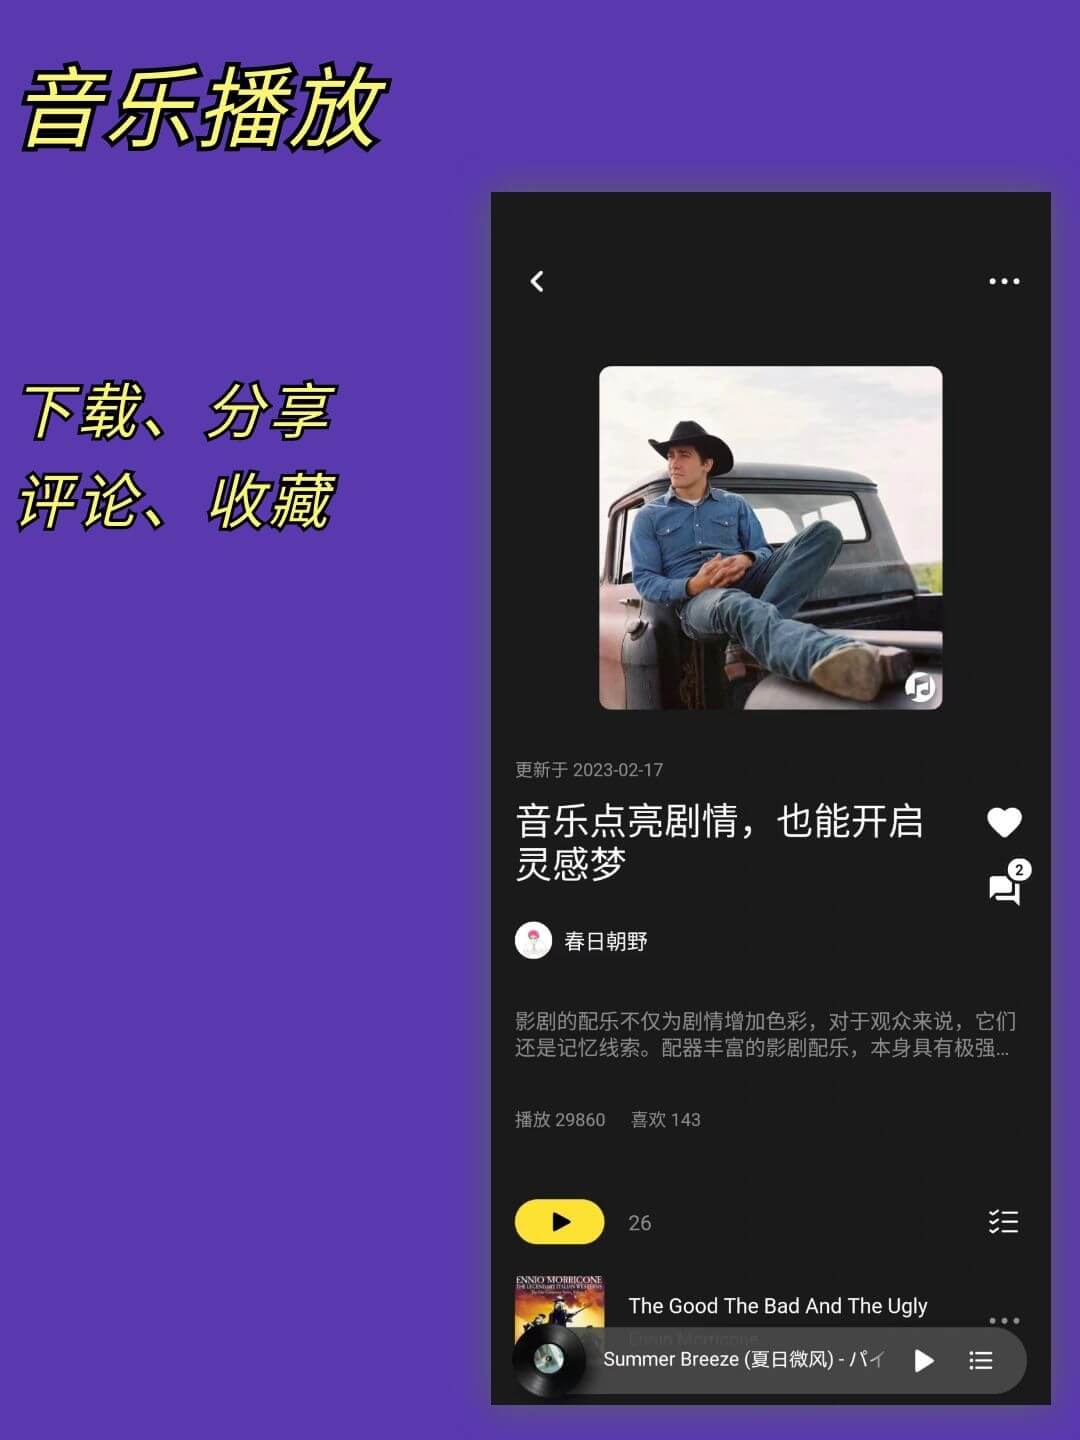 音乐播放
下载、分享
评论、收藏
更新于 2023-02-17
音乐点亮剧情，也能开启
灵感梦
2
春日朝野
影剧的配乐不仅为剧情增加色彩，对于观众来说，它们
还是记忆线索。配器丰富的影剧配乐，本身具有极强...
播放 29860 喜欢 143
26
ENNIO MORRICONE
THE LEGENDARY ITALIAN WESTERNS
The Good The Bad And The Ugly
Ennio Morricone
Summer Breeze (夏日微风) - パイ